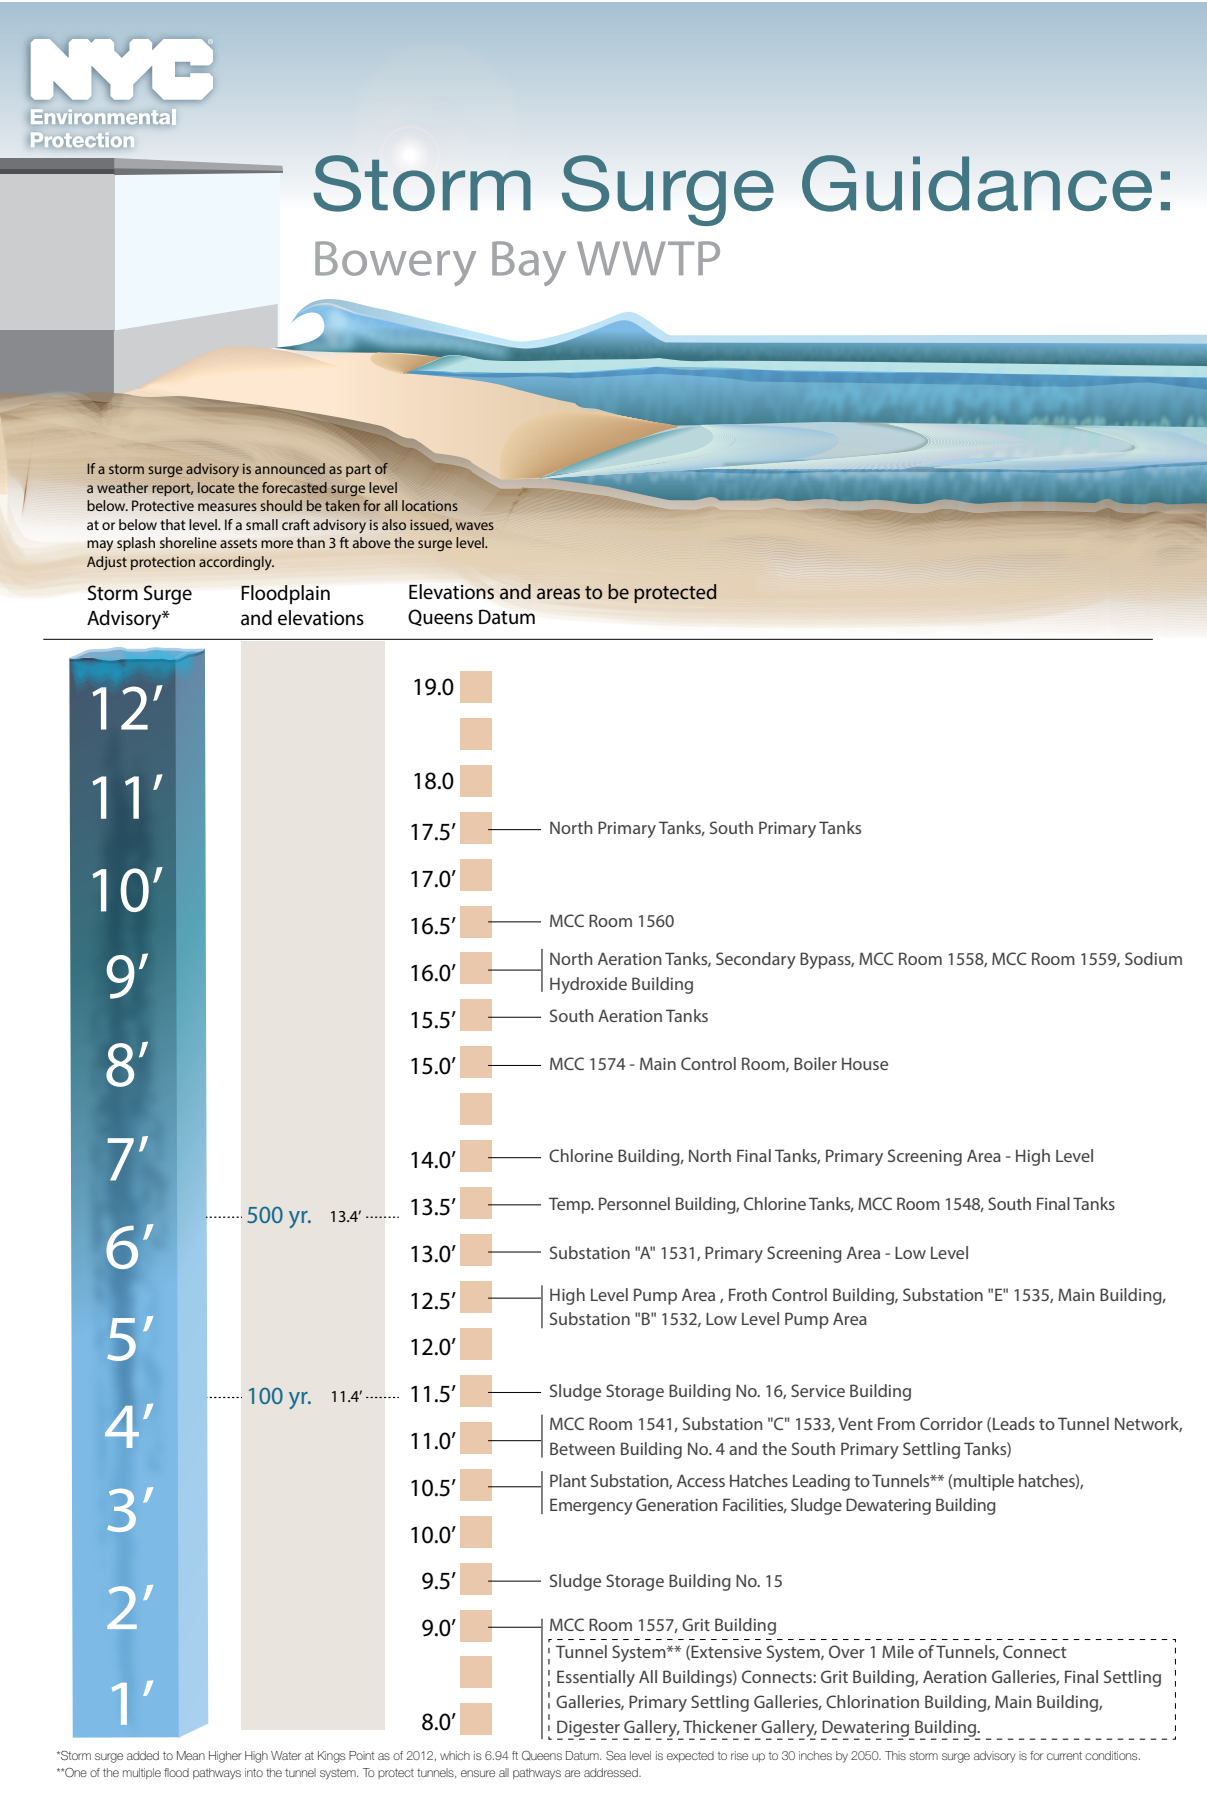 NYC
Environmental
Protection
Storm Surge Guidance:
Bowery Bay WWTP
If a storm surge advisory is announced as part of
a weather report, locate the forecasted surge level
below. Protective measures should be taken for all locations
at or below that level. If a small craft advisory is also issued, waves
may splash shoreline assets more than 3 ft above the surge level.
Adjust protection accordingly.
Storm Surge
Advisory*
Floodplain
and elevations
Elevations and areas to be protected
Queens Datum
12’
11’
10’
9’
8’
7’
6’
5’
4’
3’
2’
1’
500 yr. 13.4’
100 yr. 11.4’
19.0
18.0
17.5’ North Primary Tanks, South Primary Tanks
17.0’
16.5’ MCC Room 1560
16.0’ North Aeration Tanks, Secondary Bypass, MCC Room 1558, MCC Room 1559, Sodium
Hydroxide Building
15.5’ South Aeration Tanks
15.0’ MCC 1574 - Main Control Room, Boiler House
14.0’ Chlorine Building, North Final Tanks, Primary Screening Area - High Level
13.5’ Temp. Personnel Building, Chlorine Tanks, MCC Room 1548, South Final Tanks
13.0’ Substation "A" 1531, Primary Screening Area - Low Level
12.5’ High Level Pump Area , Froth Control Building, Substation "E" 1535, Main Building,
Substation "B" 1532, Low Level Pump Area
12.0’
11.5’ Sludge Storage Building No. 16, Service Building
11.0’ MCC Room 1541, Substation "C" 1533, Vent From Corridor (Leads to Tunnel Network,
Between Building No. 4 and the South Primary Settling Tanks)
10.5’ Plant Substation, Access Hatches Leading to Tunnels** (multiple hatches),
Emergency Generation Facilities, Sludge Dewatering Building
10.0’
9.5’ Sludge Storage Building No. 15
9.0’ MCC Room 1557, Grit Building
Tunnel System** (Extensive System, Over 1 Mile of Tunnels, Connect
Essentially All Buildings) Connects: Grit Building, Aeration Galleries, Final Settling
Galleries, Primary Settling Galleries, Chlorination Building, Main Building,
8.0’ Digester Gallery, Thickener Gallery, Dewatering Building.
*Storm surge added to Mean Higher High Water at Kings Point as of 2012, which is 6.94 ft Queens Datum. Sea level is expected to rise up to 30 inches by 2050. This storm surge advisory is for current conditions.
**One of the multiple flood pathways into the tunnel system. To protect tunnels, ensure all pathways are addressed.